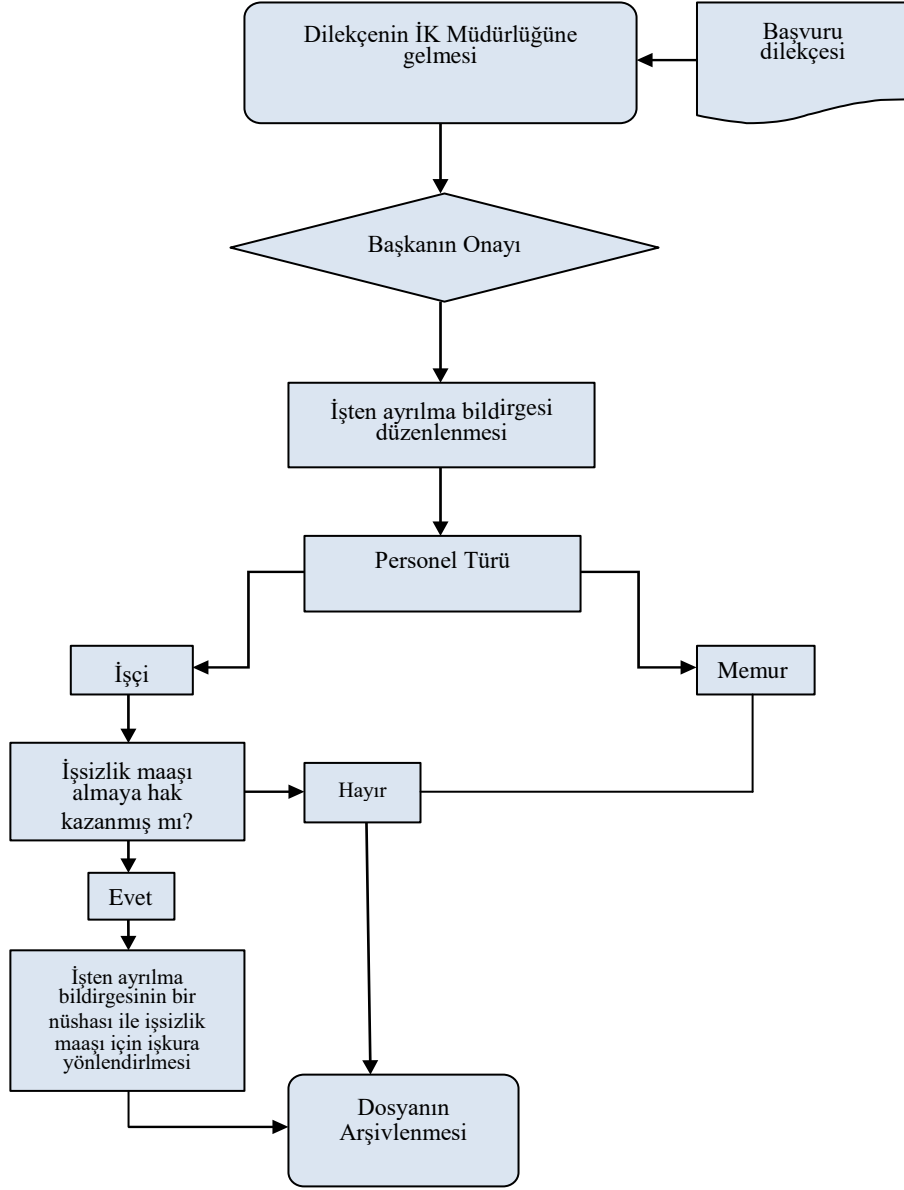 Dilekçenin İK Müdürlüğüne
gelmesi
Başvuru
dilekçesi
Başkanın Onayı
İşten ayrılma bildirgesi
düzenlenmesi
Personel Türü
İşçi
Memur
İşsizlik maaşı
almaya hak
kazanmış mı?
Hayır
Evet
İşten ayrılma
bildirgesinin bir
nüshası ile işsizlik
maaşı için işkura
yönlendirlmesi
Dosyanın
Arşivlenmesi